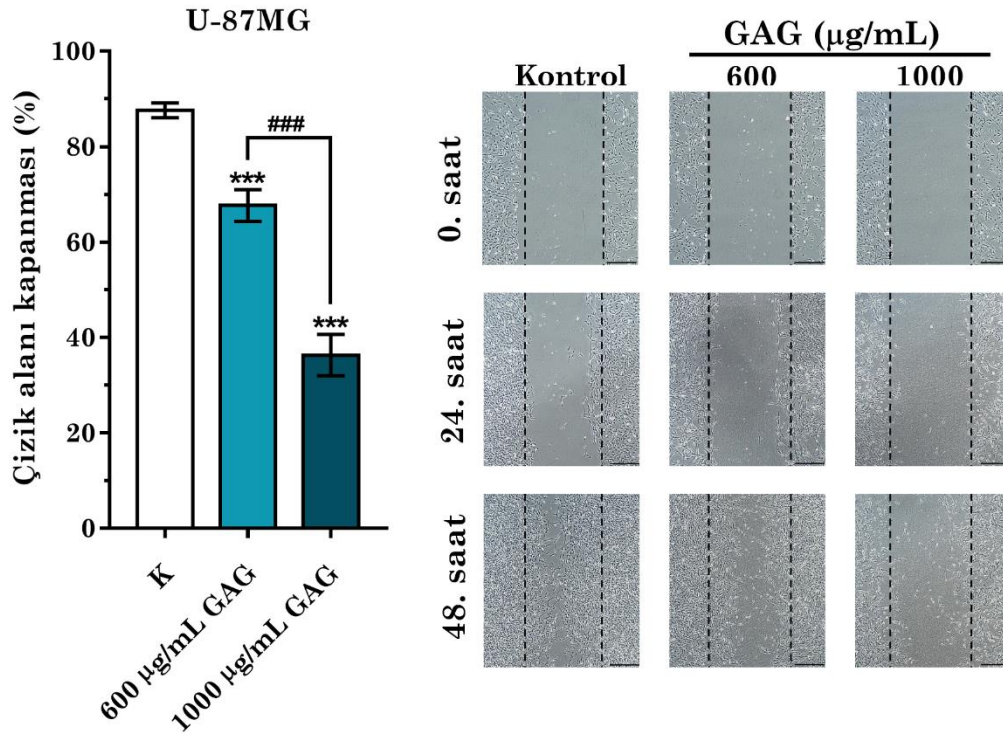 U-87MG
Çizik alanı kapanması (%)
100
80
60
40
20
0
***
###
***
K
600 µg/mL GAG
1000 µg/mL GAG
GAG (µg/mL)
Kontrol
600
1000
0. saat
24. saat
48. saat